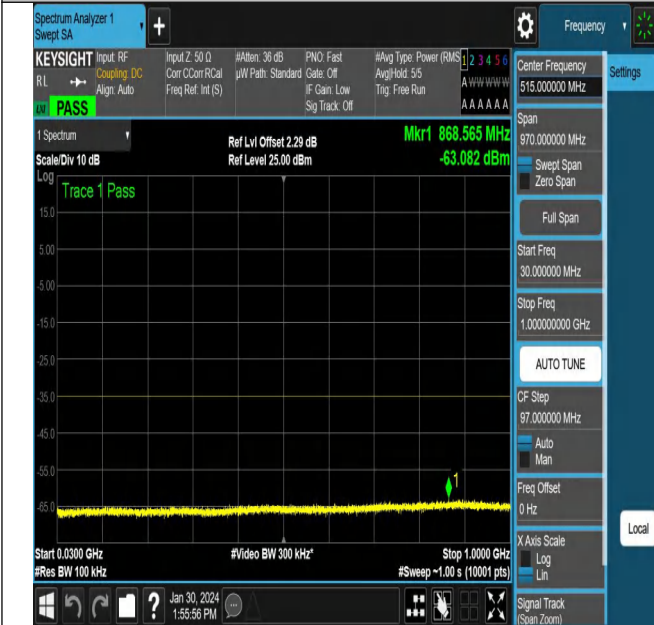 Spectrum Analyzer 1
Swept SA
+
Frequency
KEYSIGHT
RL
PASS
Input: RF
Coupling: DC
Align: Auto
Input Z: 50 Ω
Corr CCorr RCal
Freq Ref: Int (S)
#Atten: 36 dB
µW Path: Standard
PNO: Fast
Gate: Off
IF Gain: Low
Sig Track: Off
#Avg Type: Power (RMS)
Avg|Hold: 5/5
Trig: Free Run
1 2 3 4 5 6
A W W W W W
A A A A A A
1 Spectrum
Scale/Div 10 dB
Ref Lvl Offset 2.29 dB
Ref Level 25.00 dBm
Mkr1 868.565 MHz
-63.082 dBm
Log
Trace 1 Pass
15.0
5.00
-5.00
-15.0
-25.0
-35.0
-45.0
-55.0
-65.0
1
Start 0.0300 GHz
#Res BW 100 kHz
#Video BW 300 kHz*
Stop 1.0000 GHz
#Sweep ~1.00 s (10001 pts)
Jan 30, 2024
1:55:56 PM
Center Frequency
515.000000 MHz
Settings
Span
970.000000 MHz
Swept Span
Zero Span
Full Span
Start Freq
30.000000 MHz
Stop Freq
1.000000000 GHz
AUTO TUNE
CF Step
97.000000 MHz
Auto
Man
Freq Offset
0 Hz
X Axis Scale
Log
Lin
Local
Signal Track
(Span Zoom)